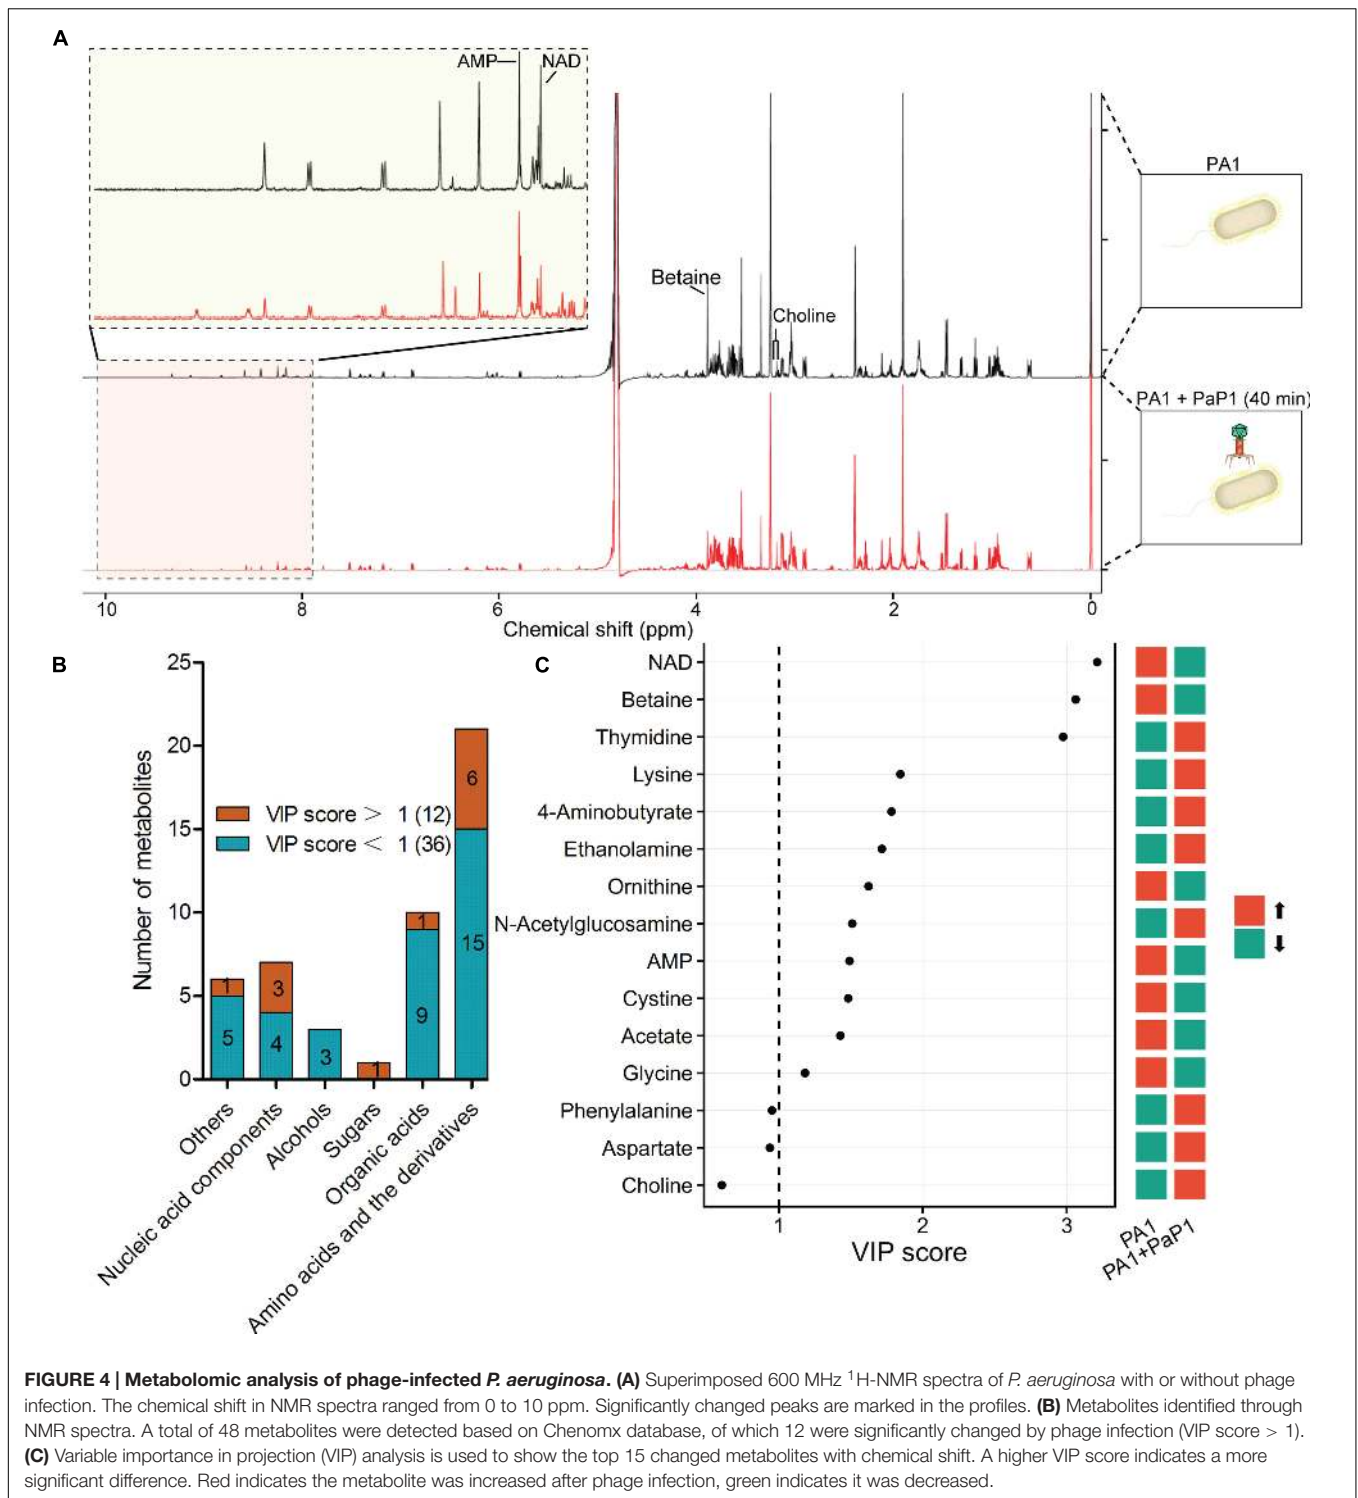 A
AMP
NAD
Betaine
Choline
PA1
PA1 + PaP1 (40 min)
10 8 6 4 2 0
Chemical shift (ppm)
B
25
20
15
10
5
0
Number of metabolites
VIP score > 1 (12)
VIP score < 1 (36)
1
5
3
4
3
1
1
9
6
15
Others
Nucleic acid components
Alcohols
Sugars
Organic acids
Amino acids and the derivatives
C
NAD
Betaine
Thymidine
Lysine
4-Aminobutyrate
Ethanolamine
Ornithine
N-Acetylglucosamine
AMP
Cystine
Acetate
Glycine
Phenylalanine
Aspartate
Choline
1 2 3
VIP score
PA1
PA1+PaP1
FIGURE 4 | Metabolomic analysis of phage-infected P. aeruginosa. (A) Superimposed 600 MHz ¹H-NMR spectra of P. aeruginosa with or without phage
infection. The chemical shift in NMR spectra ranged from 0 to 10 ppm. Significantly changed peaks are marked in the profiles. (B) Metabolites identified through
NMR spectra. A total of 48 metabolites were detected based on Chenomx database, of which 12 were significantly changed by phage infection (VIP score > 1).
(C) Variable importance in projection (VIP) analysis is used to show the top 15 changed metabolites with chemical shift. A higher VIP score indicates a more
significant difference. Red indicates the metabolite was increased after phage infection, green indicates it was decreased.